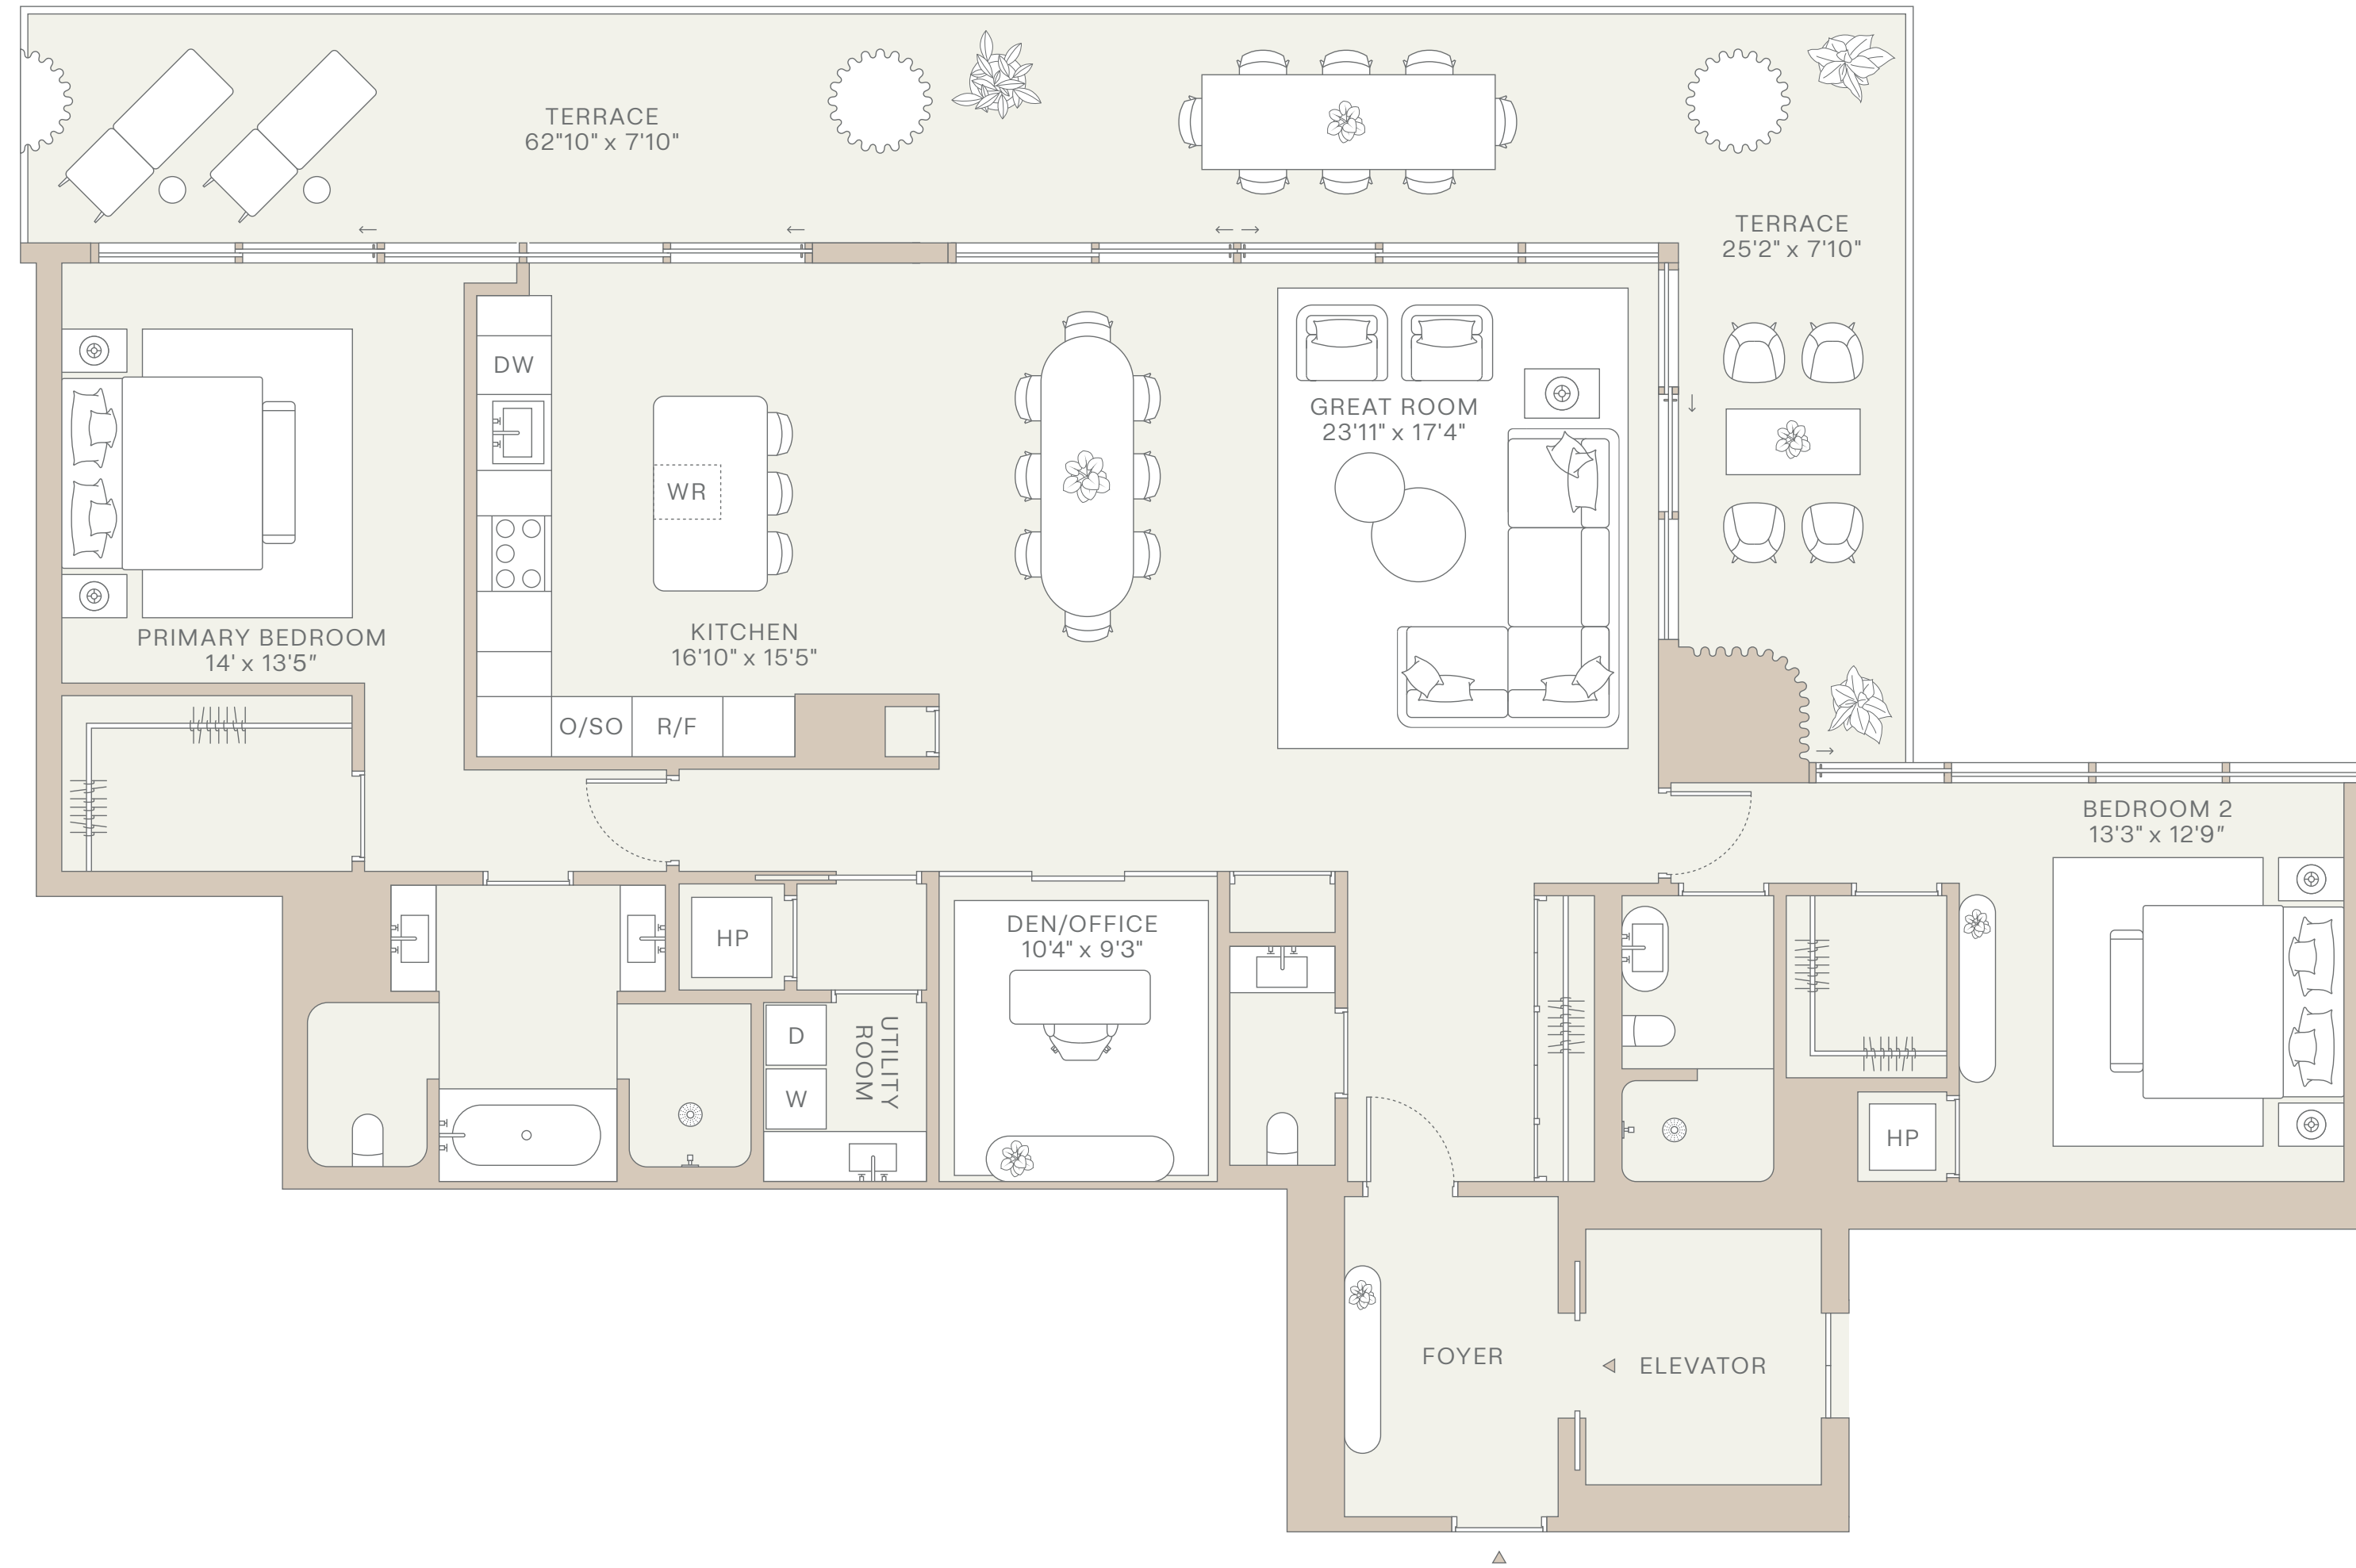 TERRACE
62"10" x 7'10"
TERRACE
25'2" x 7'10"
DW
WR
GREAT ROOM
23'11" x 17'4"
PRIMARY BEDROOM
14' x 13'5″
KITCHEN
16'10" x 15'5"
O/SO
R/F
BEDROOM 2
13'3" x 12'9″
HP
DEN/OFFICE
10'4" x 9'3"
D
W
UTILITY
ROOM
HP
FOYER
ELEVATOR